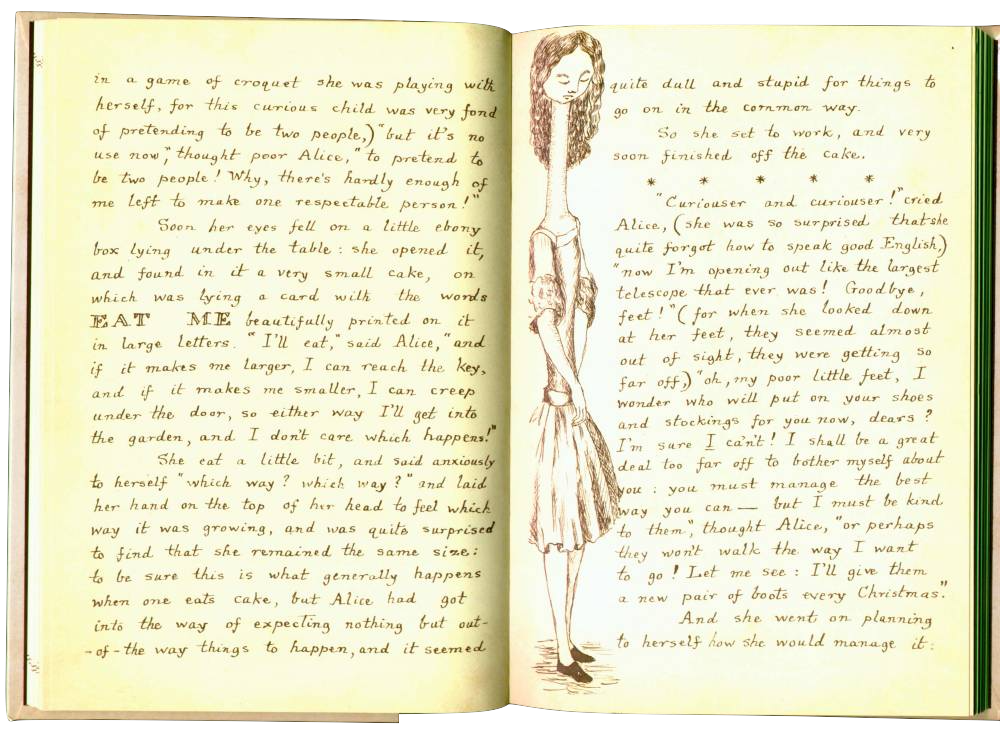 in a game of croquet she was playing with
herself, for this curious child was very fond
of pretending to be two people,) "but it's no
use now," thought poor Alice, "to pretend to
be two people! Why, there's hardly enough of
me left to make one respectable person!"
Soon her eyes fell on a little ebony
box lying under the table: she opened it,
and found in it a very small cake, on
which was lying a card with the words
EAT ME beautifully printed on it
in large letters. "I'll eat," said Alice, "and
if it makes me larger, I can reach the key,
and if it makes me smaller, I can creep
under the door, so either way I'll get into
the garden, and I don't care which happens!"
She eat a little bit, and said anxiously
to herself "which way? which way?" and laid
her hand on the top of her head to feel which
way it was growing, and was quite surprised
to find that she remained the same size:
to be sure this is what generally happens
when one eats cake, but Alice had got
into the way of expecting nothing but out-
-of-the way things to happen, and it seemed
quite dull and stupid for things to
go on in the common way.
So she set to work, and very
soon finished off the cake.
* * * * *
"Curiouser and curiouser!" cried
Alice, (she was so surprised that she
quite forgot how to speak good English,)
"now I'm opening out like the largest
telescope that ever was! Goodbye,
feet!" (for when she looked down
at her feet, they seemed almost
out of sight, they were getting so
far off,) "oh, my poor little feet, I
wonder who will put on your shoes
and stockings for you now, dears?
I'm sure I can't! I shall be a great
deal too far off to bother myself about
you: you must manage the best
way you can — but I must be kind
to them," thought Alice, "or perhaps
they won't walk the way I want
to go! Let me see: I'll give them
a new pair of boots every Christmas."
And she went on planning
to herself how she would manage it: